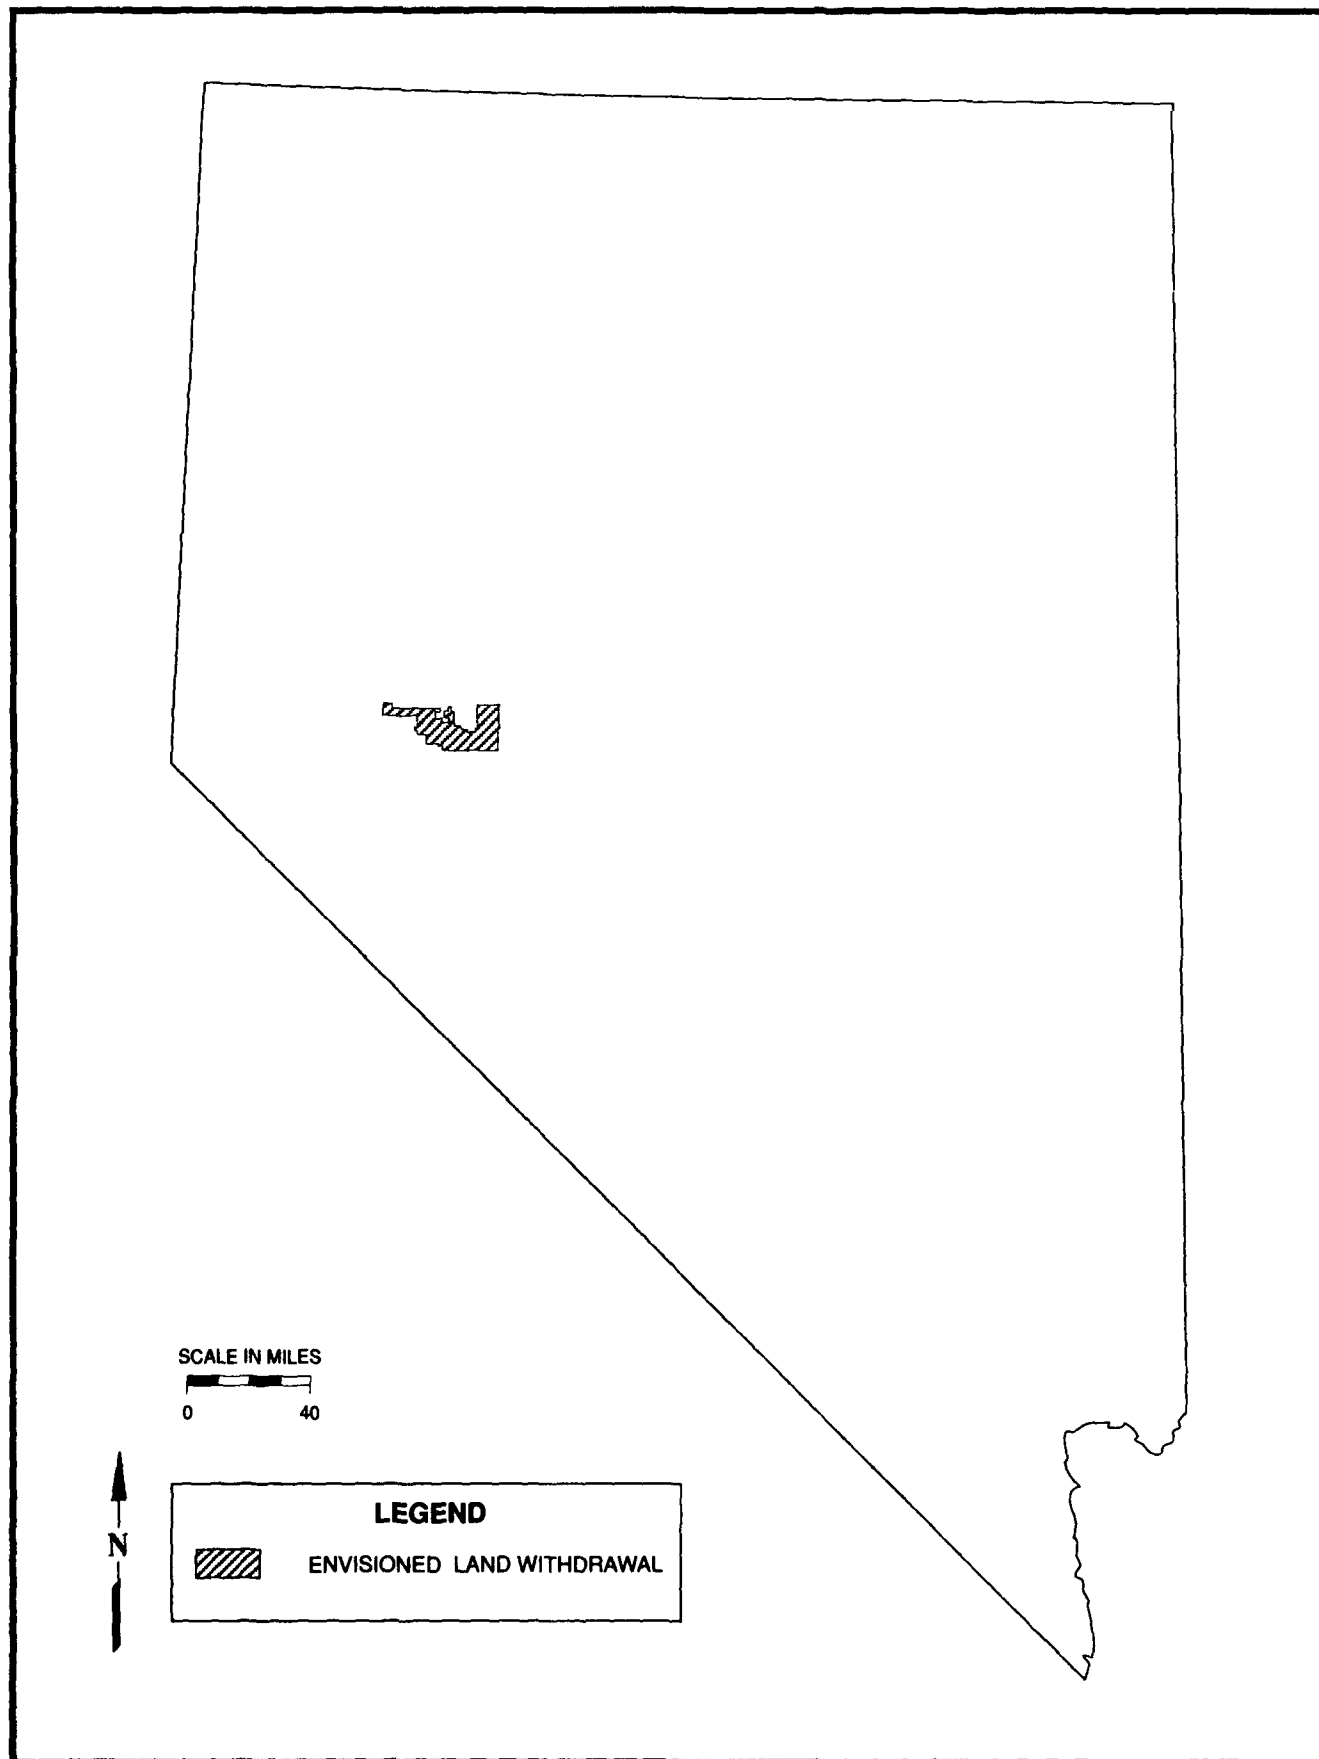 SCALE IN MILES
0 40
N
LEGEND
ENVISIONED LAND WITHDRAWAL